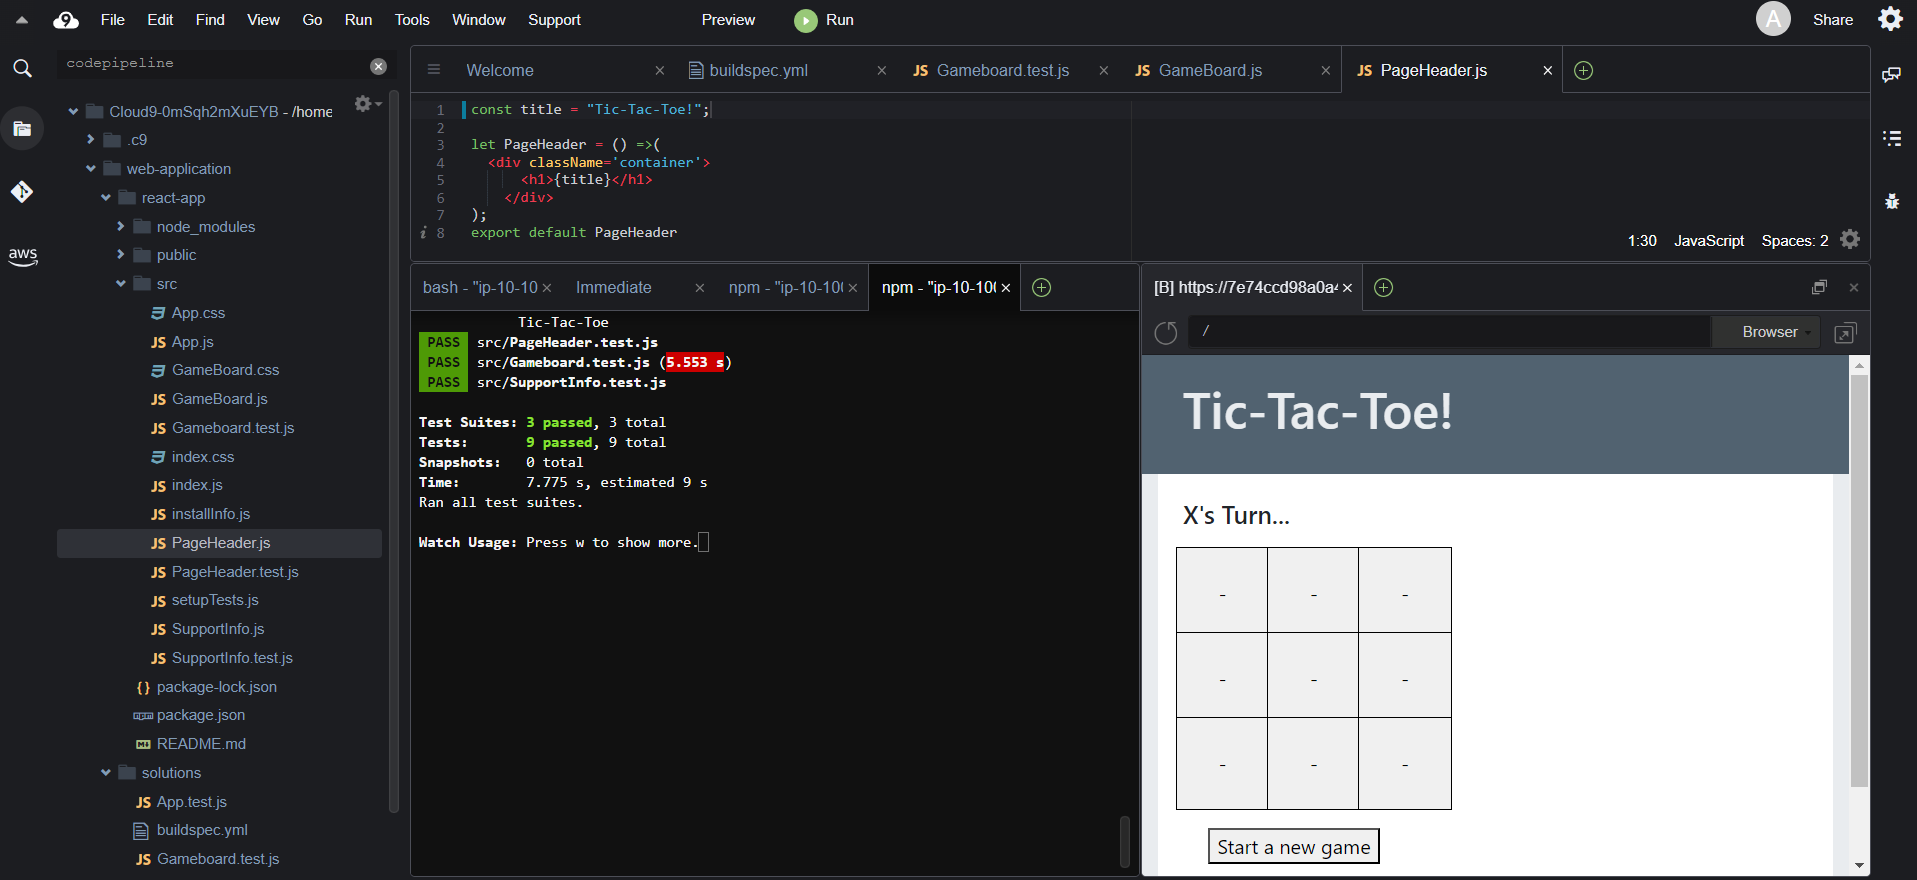 File Edit Find View Go Run Tools Window Support Preview Run A Share
codepipeline
Cloud9-0mSqh2mXuEYB - /home
.c9
web-application
react-app
node_modules
public
src
App.css
App.js
GameBoard.css
GameBoard.js
Gameboard.test.js
index.css
index.js
installInfo.js
PageHeader.js
PageHeader.test.js
setupTests.js
SupportInfo.js
SupportInfo.test.js
package-lock.json
package.json
README.md
solutions
App.test.js
buildspec.yml
Gameboard.test.js
aws
Welcome buildspec.yml JS Gameboard.test.js JS GameBoard.js JS PageHeader.js
1 const title = "Tic-Tac-Toe!";
2
3 let PageHeader = () =>(
4 <div className='container'>
5 <h1>{title}</h1>
6 </div>
7 );
8 export default PageHeader
1:30 JavaScript Spaces: 2
bash - "ip-10-10 Immediate npm - "ip-10-10( npm - "ip-10-10(
Tic-Tac-Toe
PASS src/PageHeader.test.js
PASS src/Gameboard.test.js (5.553 s)
PASS src/SupportInfo.test.js
Test Suites: 3 passed, 3 total
Tests: 9 passed, 9 total
Snapshots: 0 total
Time: 7.775 s, estimated 9 s
Ran all test suites.
Watch Usage: Press w to show more.
[B] https://7e74ccd98a0a4
/ Browser
Tic-Tac-Toe!
X's Turn...
- - -
- - -
- - -
Start a new game